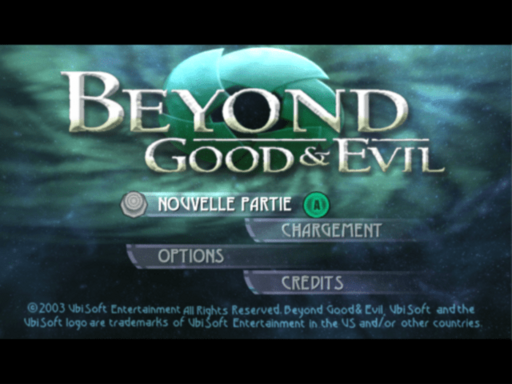 BEYOND
GOOD & EVIL
NOUVELLE PARTIE A
CHARGEMENT
OPTIONS
CRÉDITS
©2003 UbiSoft Entertainment All Rights Reserved. Beyond Good & Evil, UbiSoft and the
UbiSoft logo are trademarks of UbiSoft Entertainment in the US and/or other countries.